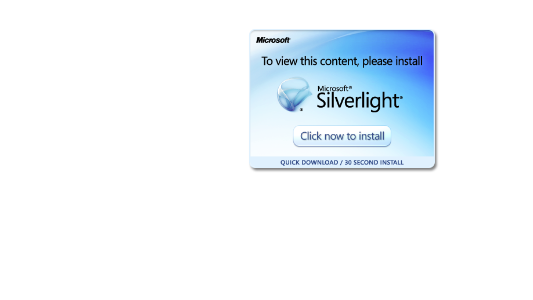 Microsoft
To view this content, please install
Microsoft®
Silverlight®
Click now to install
QUICK DOWNLOAD / 30 SECOND INSTALL